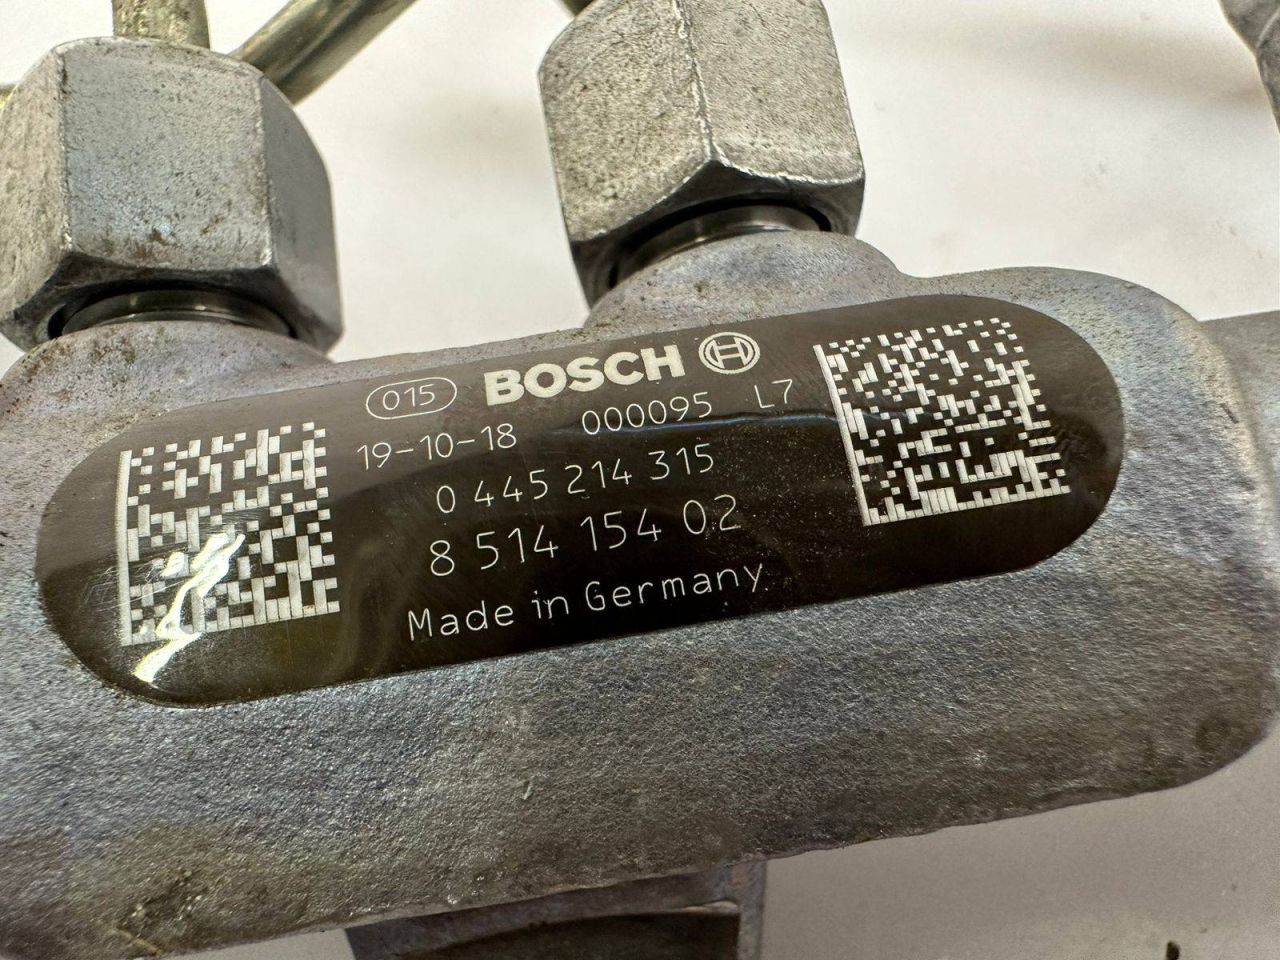 015 BOSCH
19-10-18 000095 L7
0 445 214 315
8 514 154 02
Made in Germany